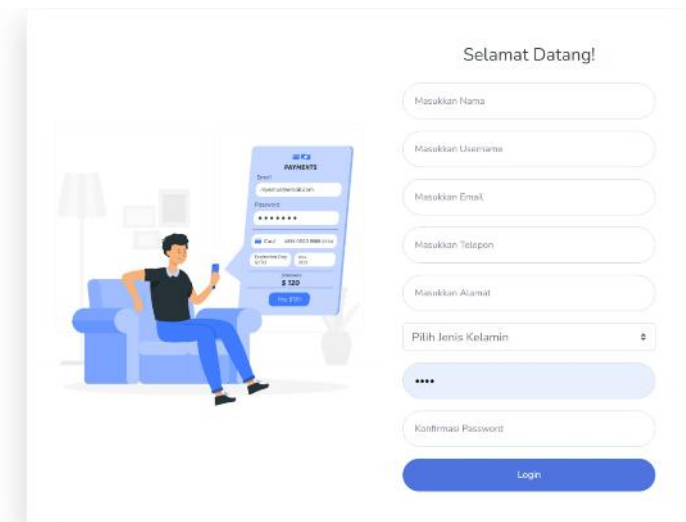 Selamat Datang!
Masukkan Nama
Masukkan Username
Masukkan Email
Masukkan Telepon
Masukkan Alamat
Pilih Jenis Kelamin
••••
Konfirmasi Password
Login
PAYMENTS
Email
Password
•••••••
Card
$ 120